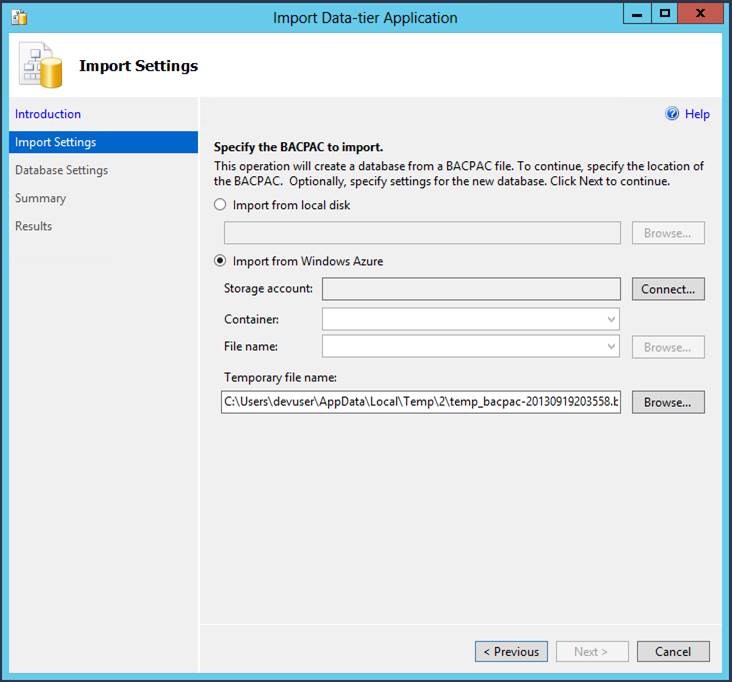 Import Data-tier Application
Import Settings
Introduction
Import Settings
Database Settings
Summary
Results
Help
Specify the BACPAC to import.
This operation will create a database from a BACPAC file. To continue, specify the location of
the BACPAC.  Optionally, specify settings for the new database. Click Next to continue.
Import from local disk
Browse...
Import from Windows Azure
Storage account:
Connect...
Container:
File name:
Browse...
Temporary file name:
C:\Users\devuser\AppData\Local\Temp\2\temp_bacpac-20130919203558.b
Browse...
< Previous
Next >
Cancel